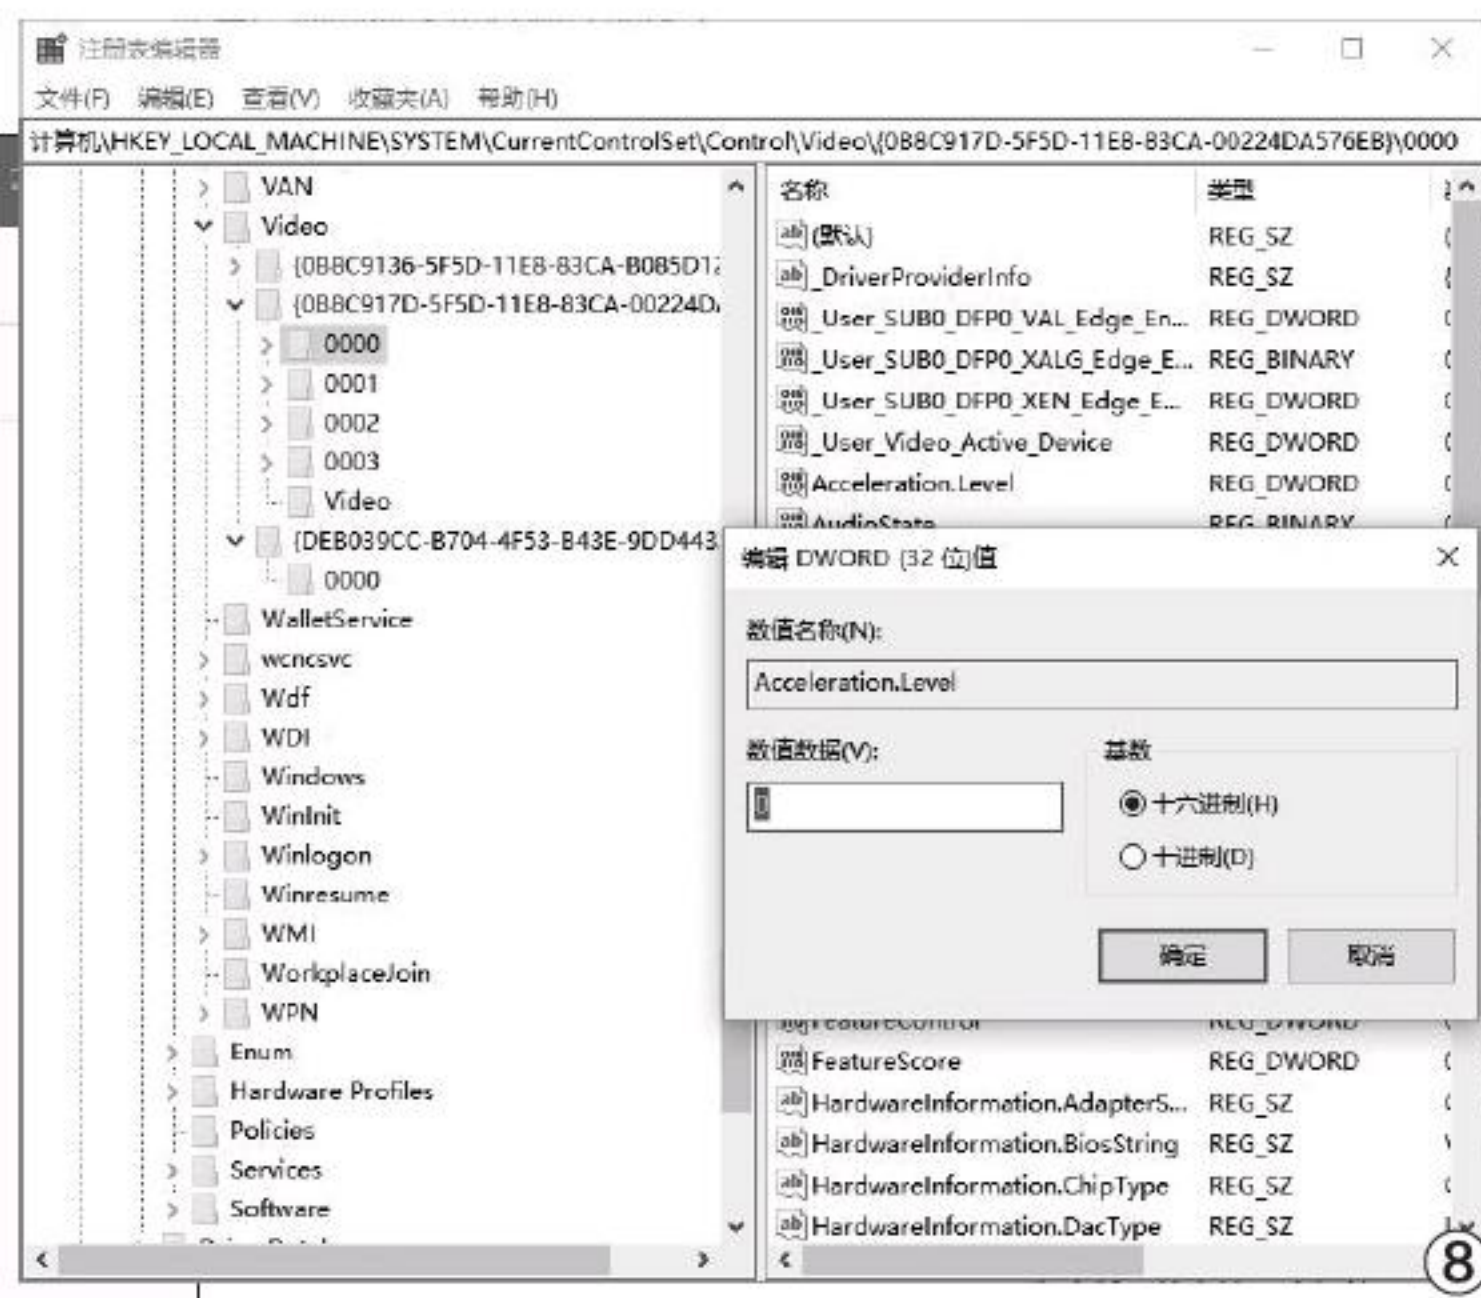 注册表编辑器
文件(F) 编辑(E) 查看(V) 收藏夹(A) 帮助(H)
计算机\HKEY_LOCAL_MACHINE\SYSTEM\CurrentControlSet\Control\Video\{0B8C917D-5F5D-11E8-83CA-00224DA576EB}\0000
VAN
Video
{0B8C9136-5F5D-11E8-83CA-B085D12
{0B8C917D-5F5D-11E8-83CA-00224D
0000
0001
0002
0003
Video
{DEB039CC-B704-4F53-B43E-9DD443
0000
WalletService
wcncsvc
Wdf
WDI
Windows
WinInit
Winlogon
Winresume
WMI
WorkplaceJoin
WPN
Enum
Hardware Profiles
Policies
Services
Software
名称 类型
(默认) REG_SZ
_DriverProviderInfo REG_SZ
_User_SUB0_DFP0_VAL_Edge_En... REG_DWORD
_User_SUB0_DFP0_XALG_Edge_E... REG_BINARY
_User_SUB0_DFP0_XEN_Edge_E... REG_DWORD
_User_Video_Active_Device REG_DWORD
Acceleration.Level REG_DWORD
AudioState REG_BINARY
编辑 DWORD (32 位)值
数值名称(N):
Acceleration.Level
数值数据(V):
基数
0
十六进制(H)
十进制(D)
确定 取消
FeatureControl REG_DWORD
FeatureScore REG_DWORD
HardwareInformation.AdapterS... REG_SZ
HardwareInformation.BiosString REG_SZ
HardwareInformation.ChipType REG_SZ
HardwareInformation.DacType REG_SZ
⑧